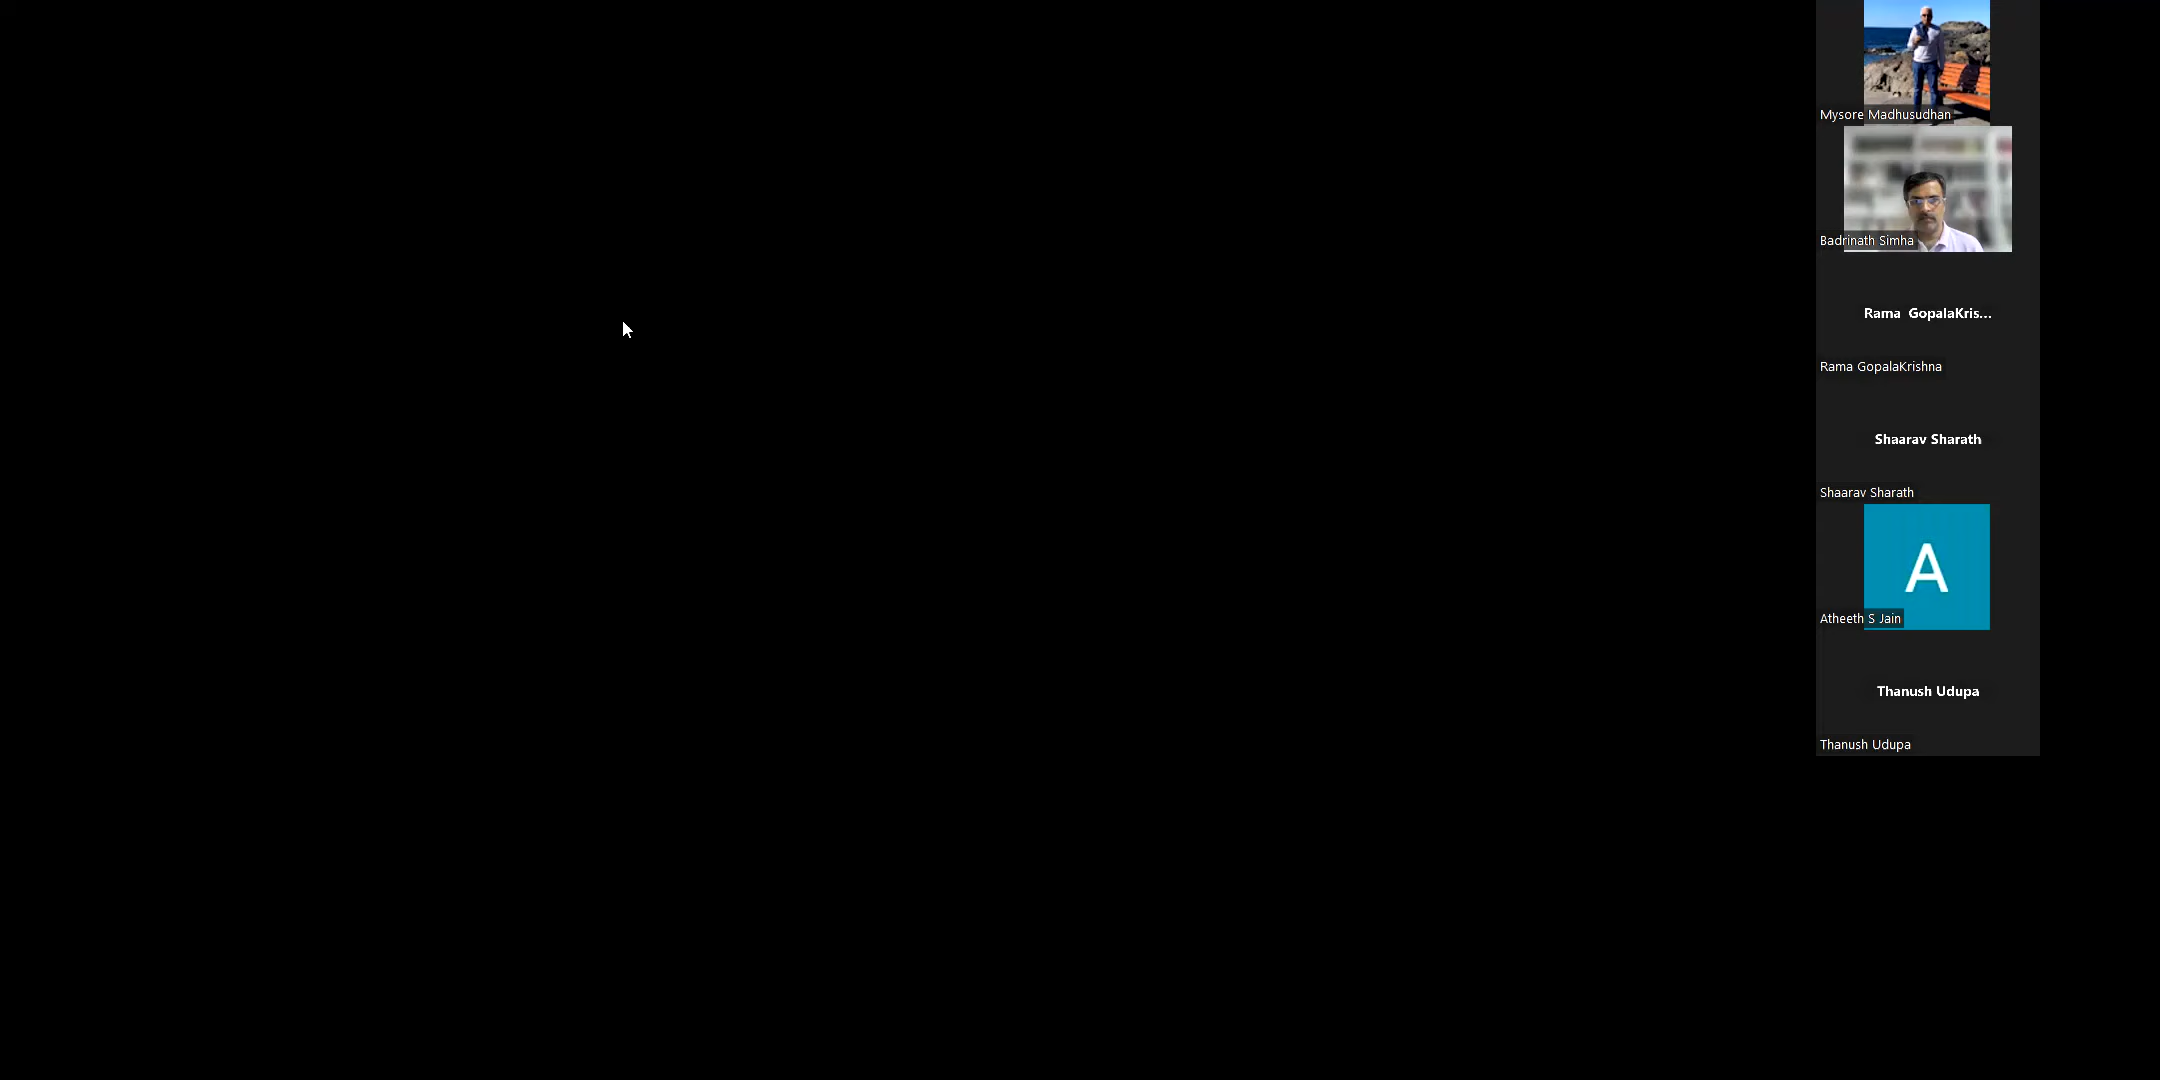 Mysore Madhusudhan
Badrinath Simha
Rama GopalaKris...
Rama GopalaKrishna
Shaarav Sharath
Shaarav Sharath
A
Atheeth S Jain
Thanush Udupa
Thanush Udupa